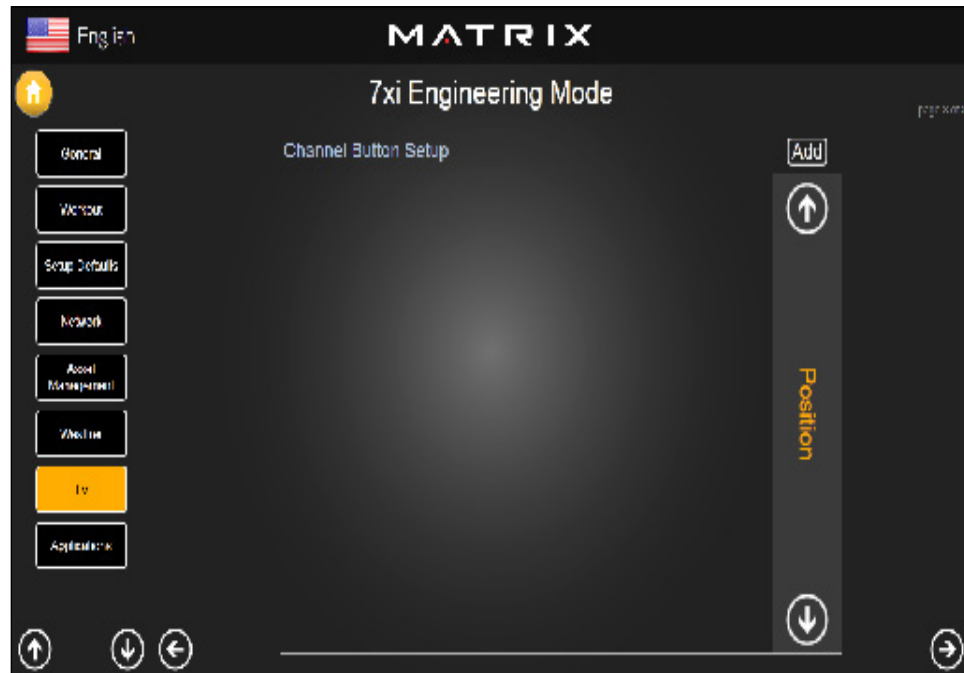 English
MATRIX
7xi Engineering Mode
General
Workout
Setup Defaults
Network
Asset
Management
Weather
TV
Applications
Channel Button Setup
Add
Position